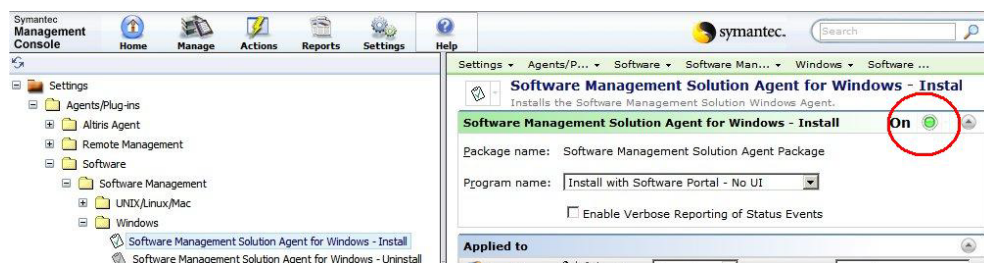 Symantec
Management
Console
Home
Manage
Actions
Reports
Settings
Help
symantec.
Search
Settings
Agents/Plug-ins
Altiris Agent
Remote Management
Software
Software Management
UNIX/Linux/Mac
Windows
Software Management Solution Agent for Windows - Install
Software Management Solution Agent for Windows - Uninstall
Settings Agents/P... Software Software Man... Windows Software ...
Software Management Solution Agent for Windows - Instal
Installs the Software Management Solution Windows Agent.
Software Management Solution Agent for Windows - Install On
Package name: Software Management Solution Agent Package
Program name: Install with Software Portal - No UI
Enable Verbose Reporting of Status Events
Applied to